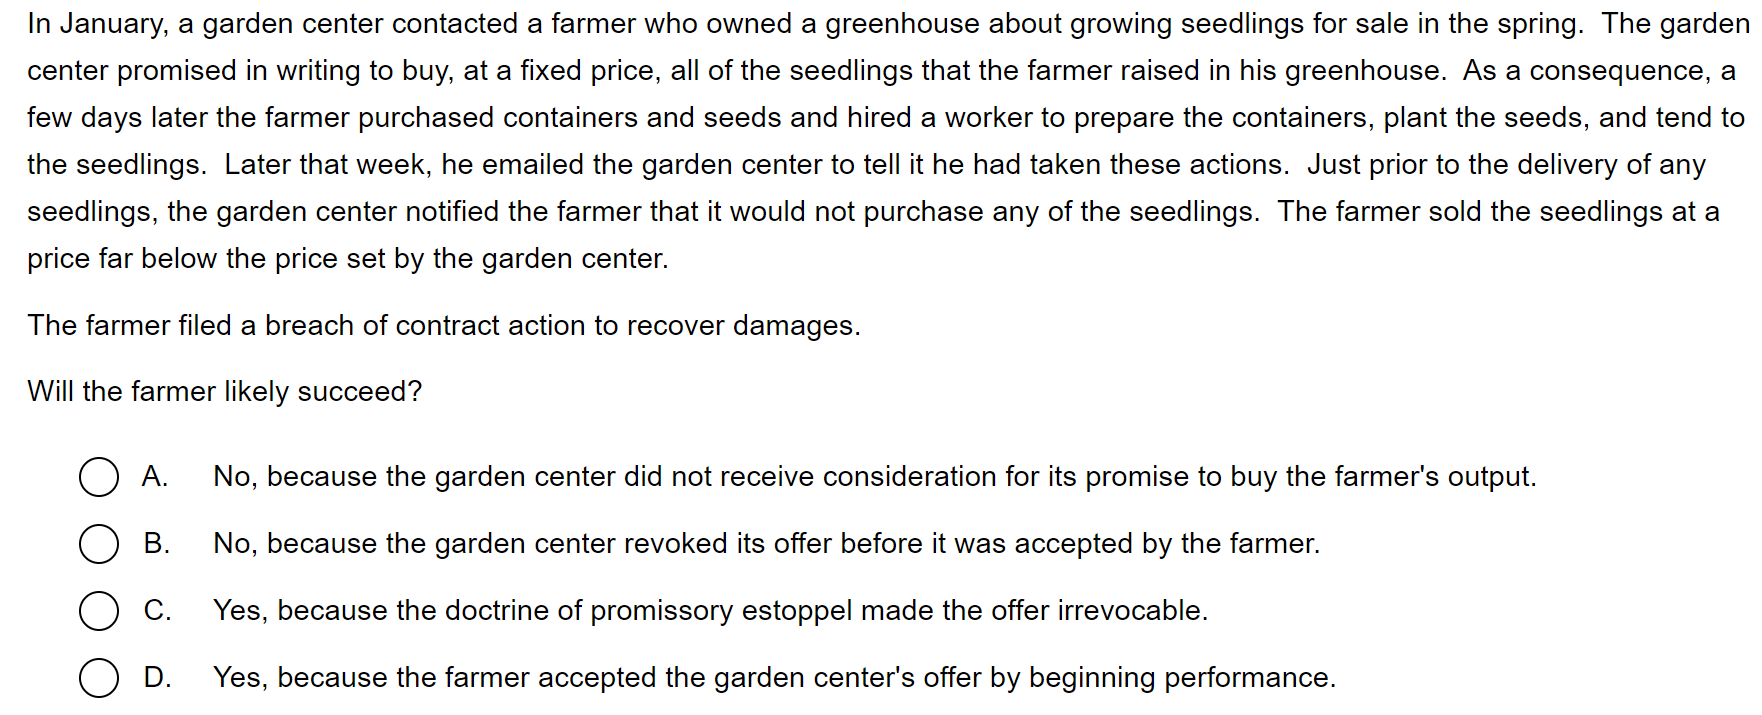 In January, a garden center contacted a farmer who owned a greenhouse about growing seedlings for sale in the spring.  The garden
center promised in writing to buy, at a fixed price, all of the seedlings that the farmer raised in his greenhouse.  As a consequence, a
few days later the farmer purchased containers and seeds and hired a worker to prepare the containers, plant the seeds, and tend to
the seedlings.  Later that week, he emailed the garden center to tell it he had taken these actions.  Just prior to the delivery of any
seedlings, the garden center notified the farmer that it would not purchase any of the seedlings.  The farmer sold the seedlings at a
price far below the price set by the garden center.
The farmer filed a breach of contract action to recover damages.
Will the farmer likely succeed?
A. No, because the garden center did not receive consideration for its promise to buy the farmer's output.
B. No, because the garden center revoked its offer before it was accepted by the farmer.
C. Yes, because the doctrine of promissory estoppel made the offer irrevocable.
D. Yes, because the farmer accepted the garden center's offer by beginning performance.